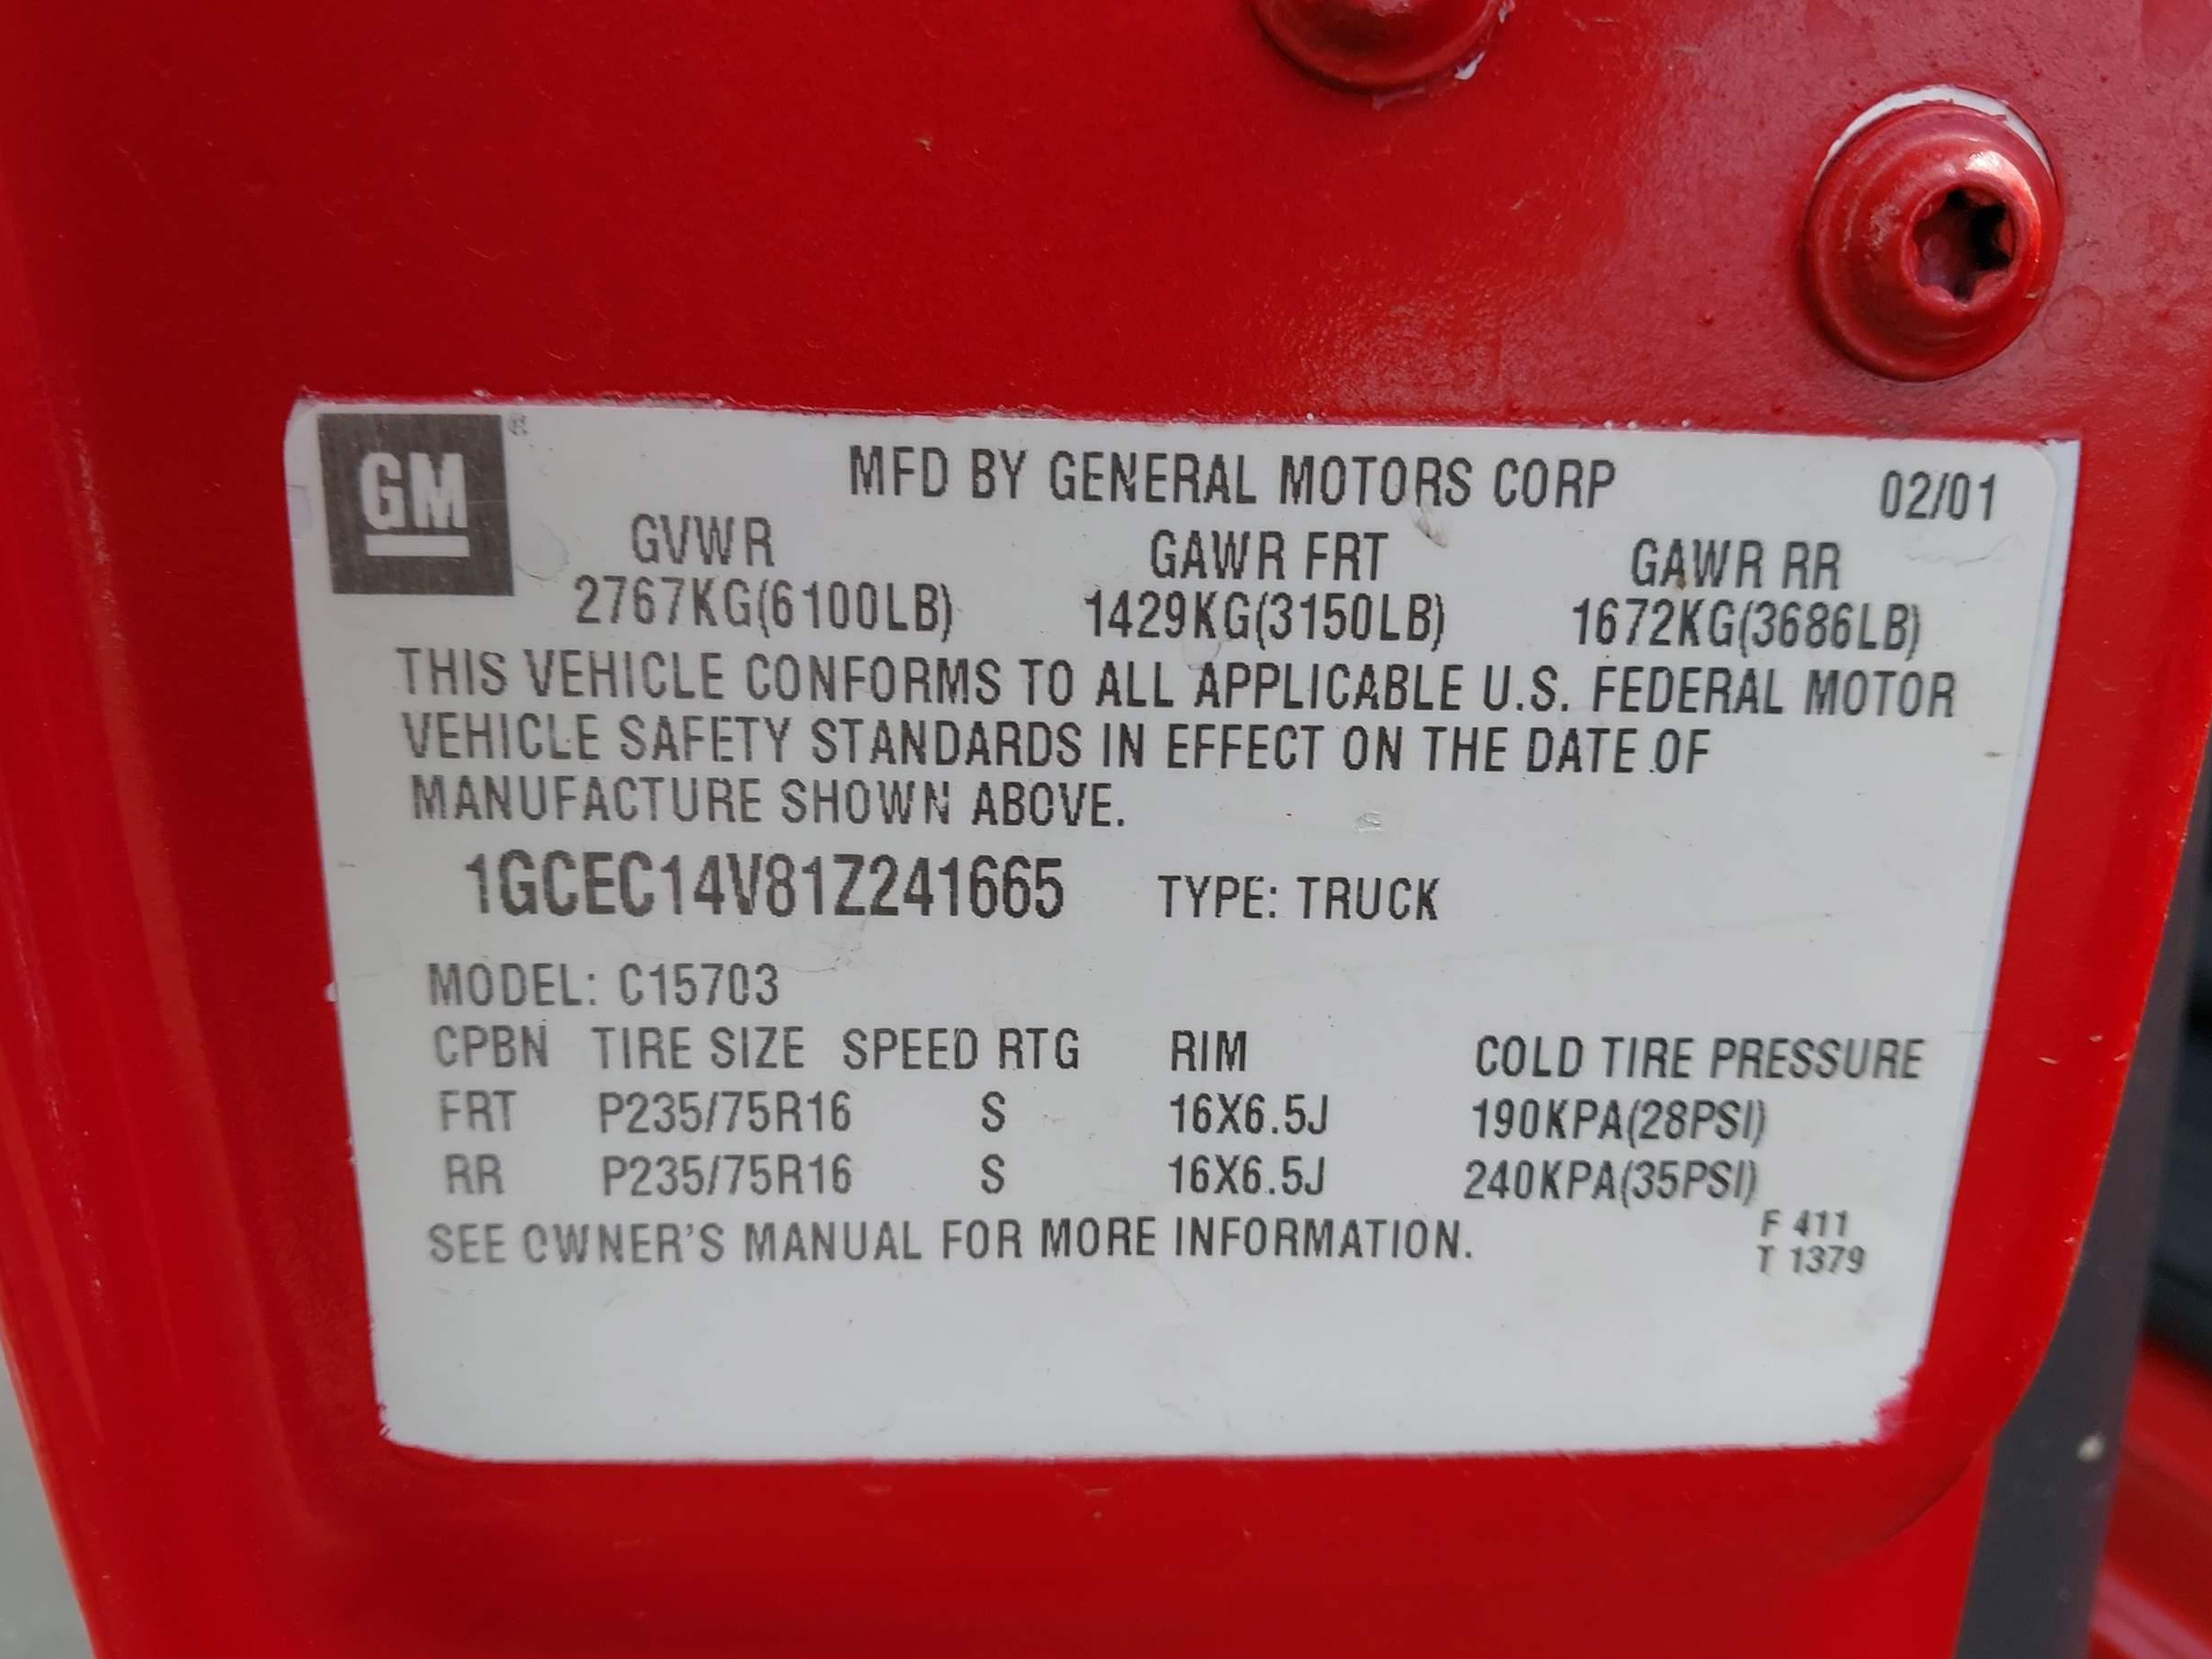 GM ®
MFD BY GENERAL MOTORS CORP 02/01
GVWR GAWR FRT GAWR RR
2767KG(6100LB) 1429KG(3150LB) 1672KG(3686LB)
THIS VEHICLE CONFORMS TO ALL APPLICABLE U.S. FEDERAL MOTOR
VEHICLE SAFETY STANDARDS IN EFFECT ON THE DATE OF
MANUFACTURE SHOWN ABOVE.
1GCEC14V81Z241665 TYPE: TRUCK
MODEL: C15703
CPBN TIRE SIZE SPEED RTG RIM COLD TIRE PRESSURE
FRT P235/75R16 S 16X6.5J 190KPA(28PSI)
RR P235/75R16 S 16X6.5J 240KPA(35PSI)
SEE OWNER'S MANUAL FOR MORE INFORMATION.
F 411
T 1379